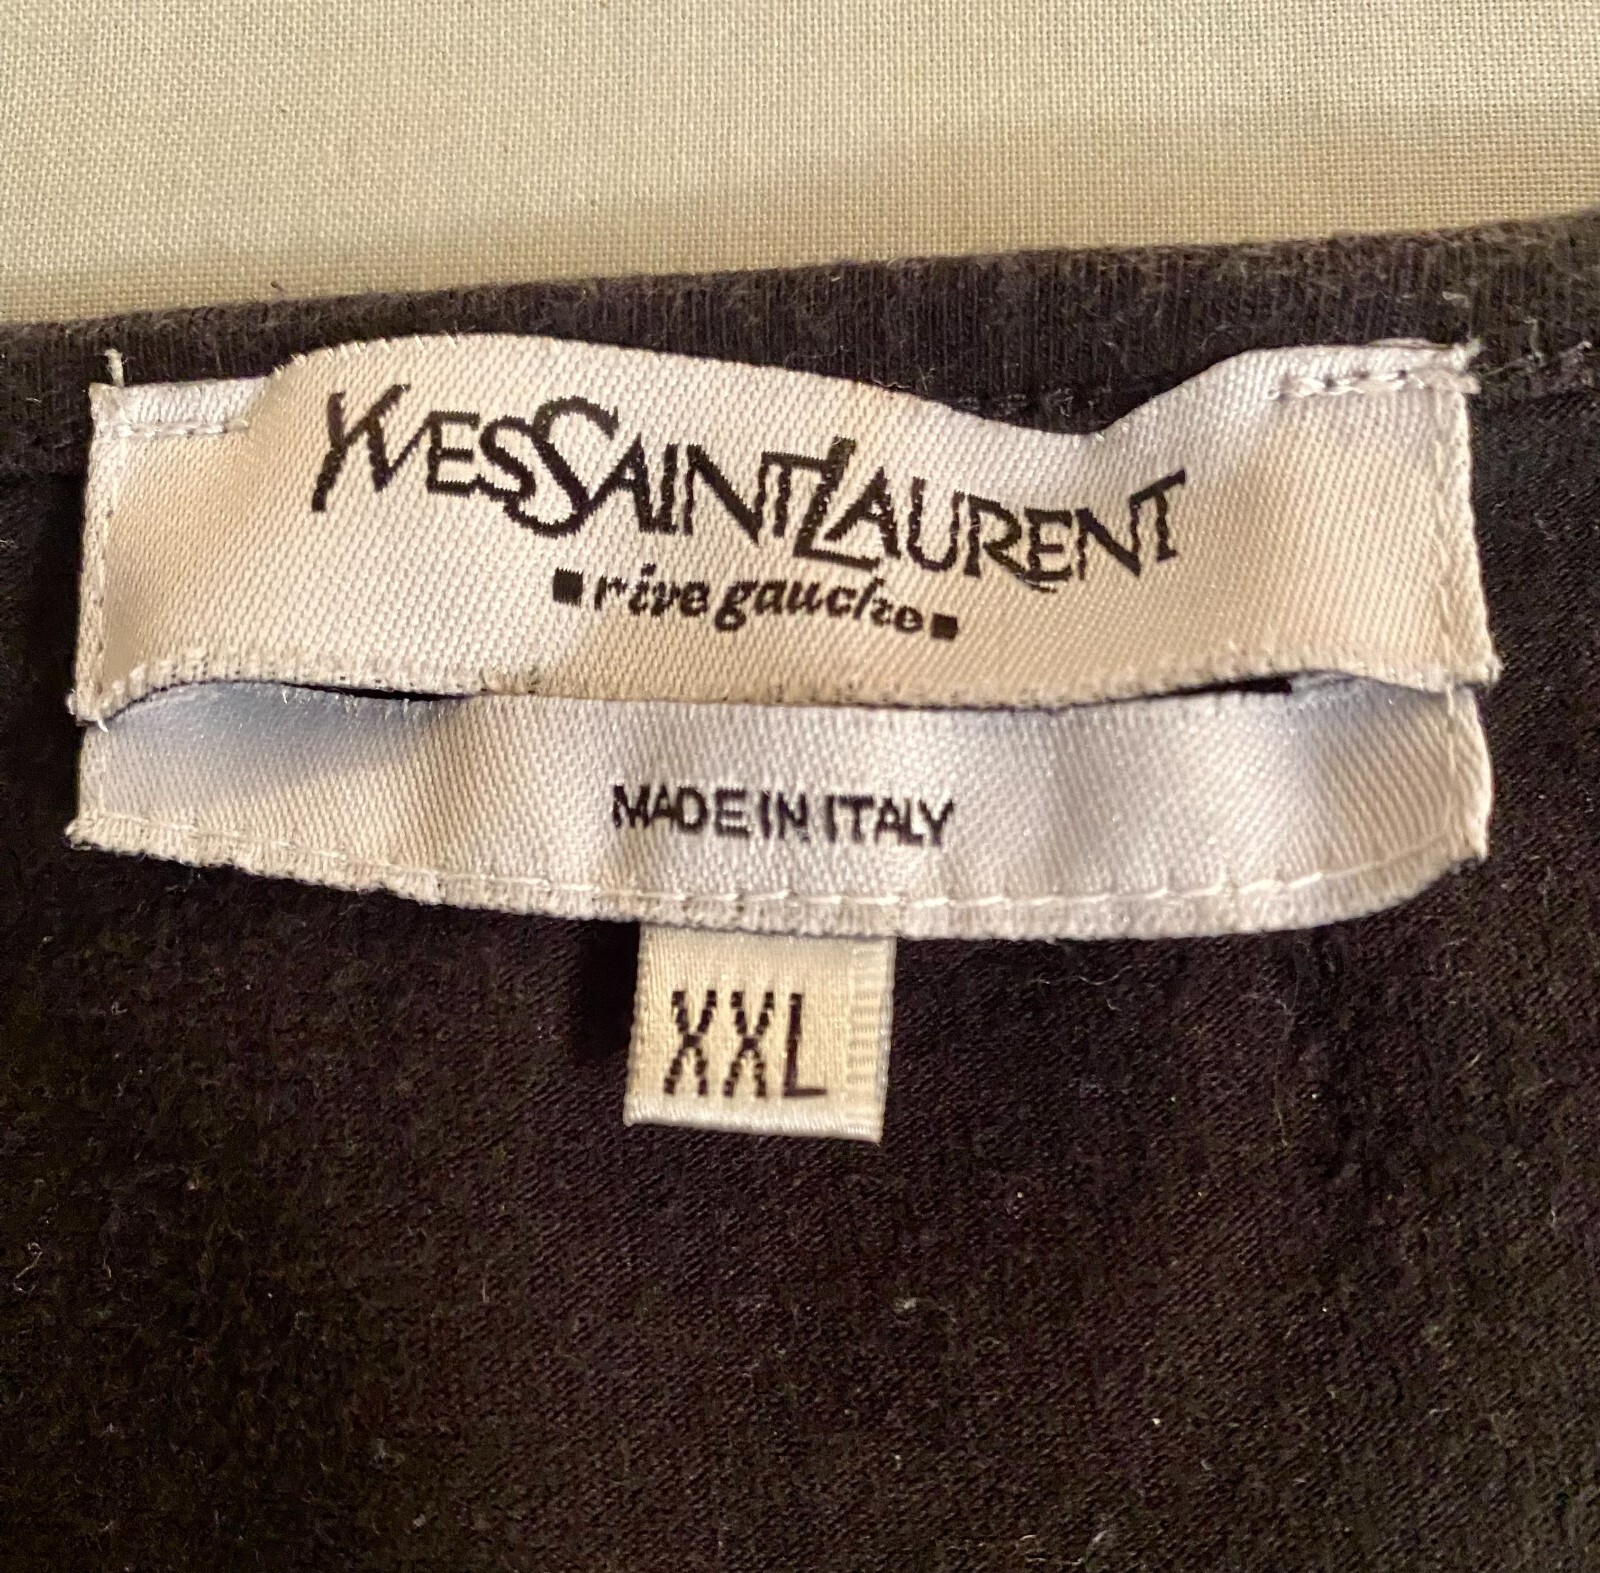 YVESSAINTLAURENT
rive gauche
MADE IN ITALY
XXL